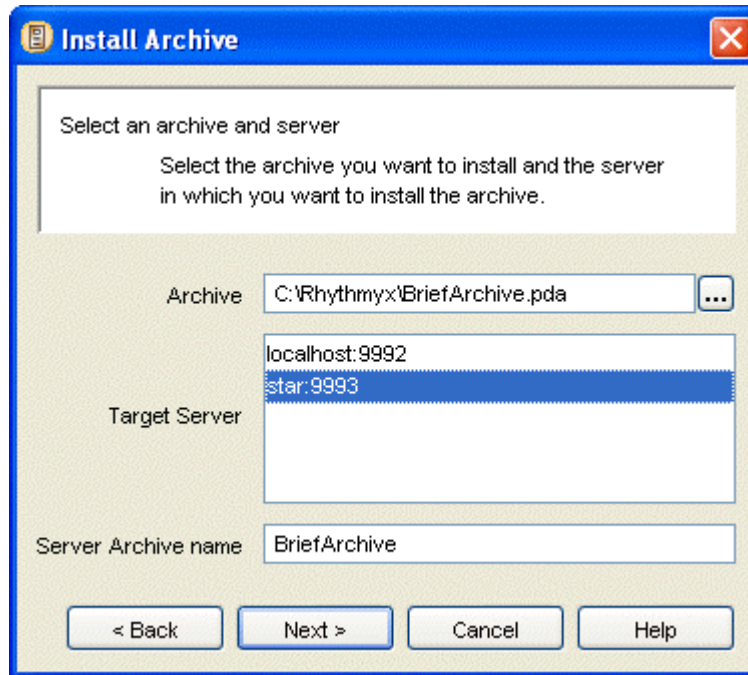 Install Archive
Select an archive and server
Select the archive you want to install and the server
in which you want to install the archive.
Archive C:\Rhythmyx\BriefArchive.pda ...
localhost:9992
star:9993
Target Server
Server Archive name BriefArchive
< Back Next > Cancel Help